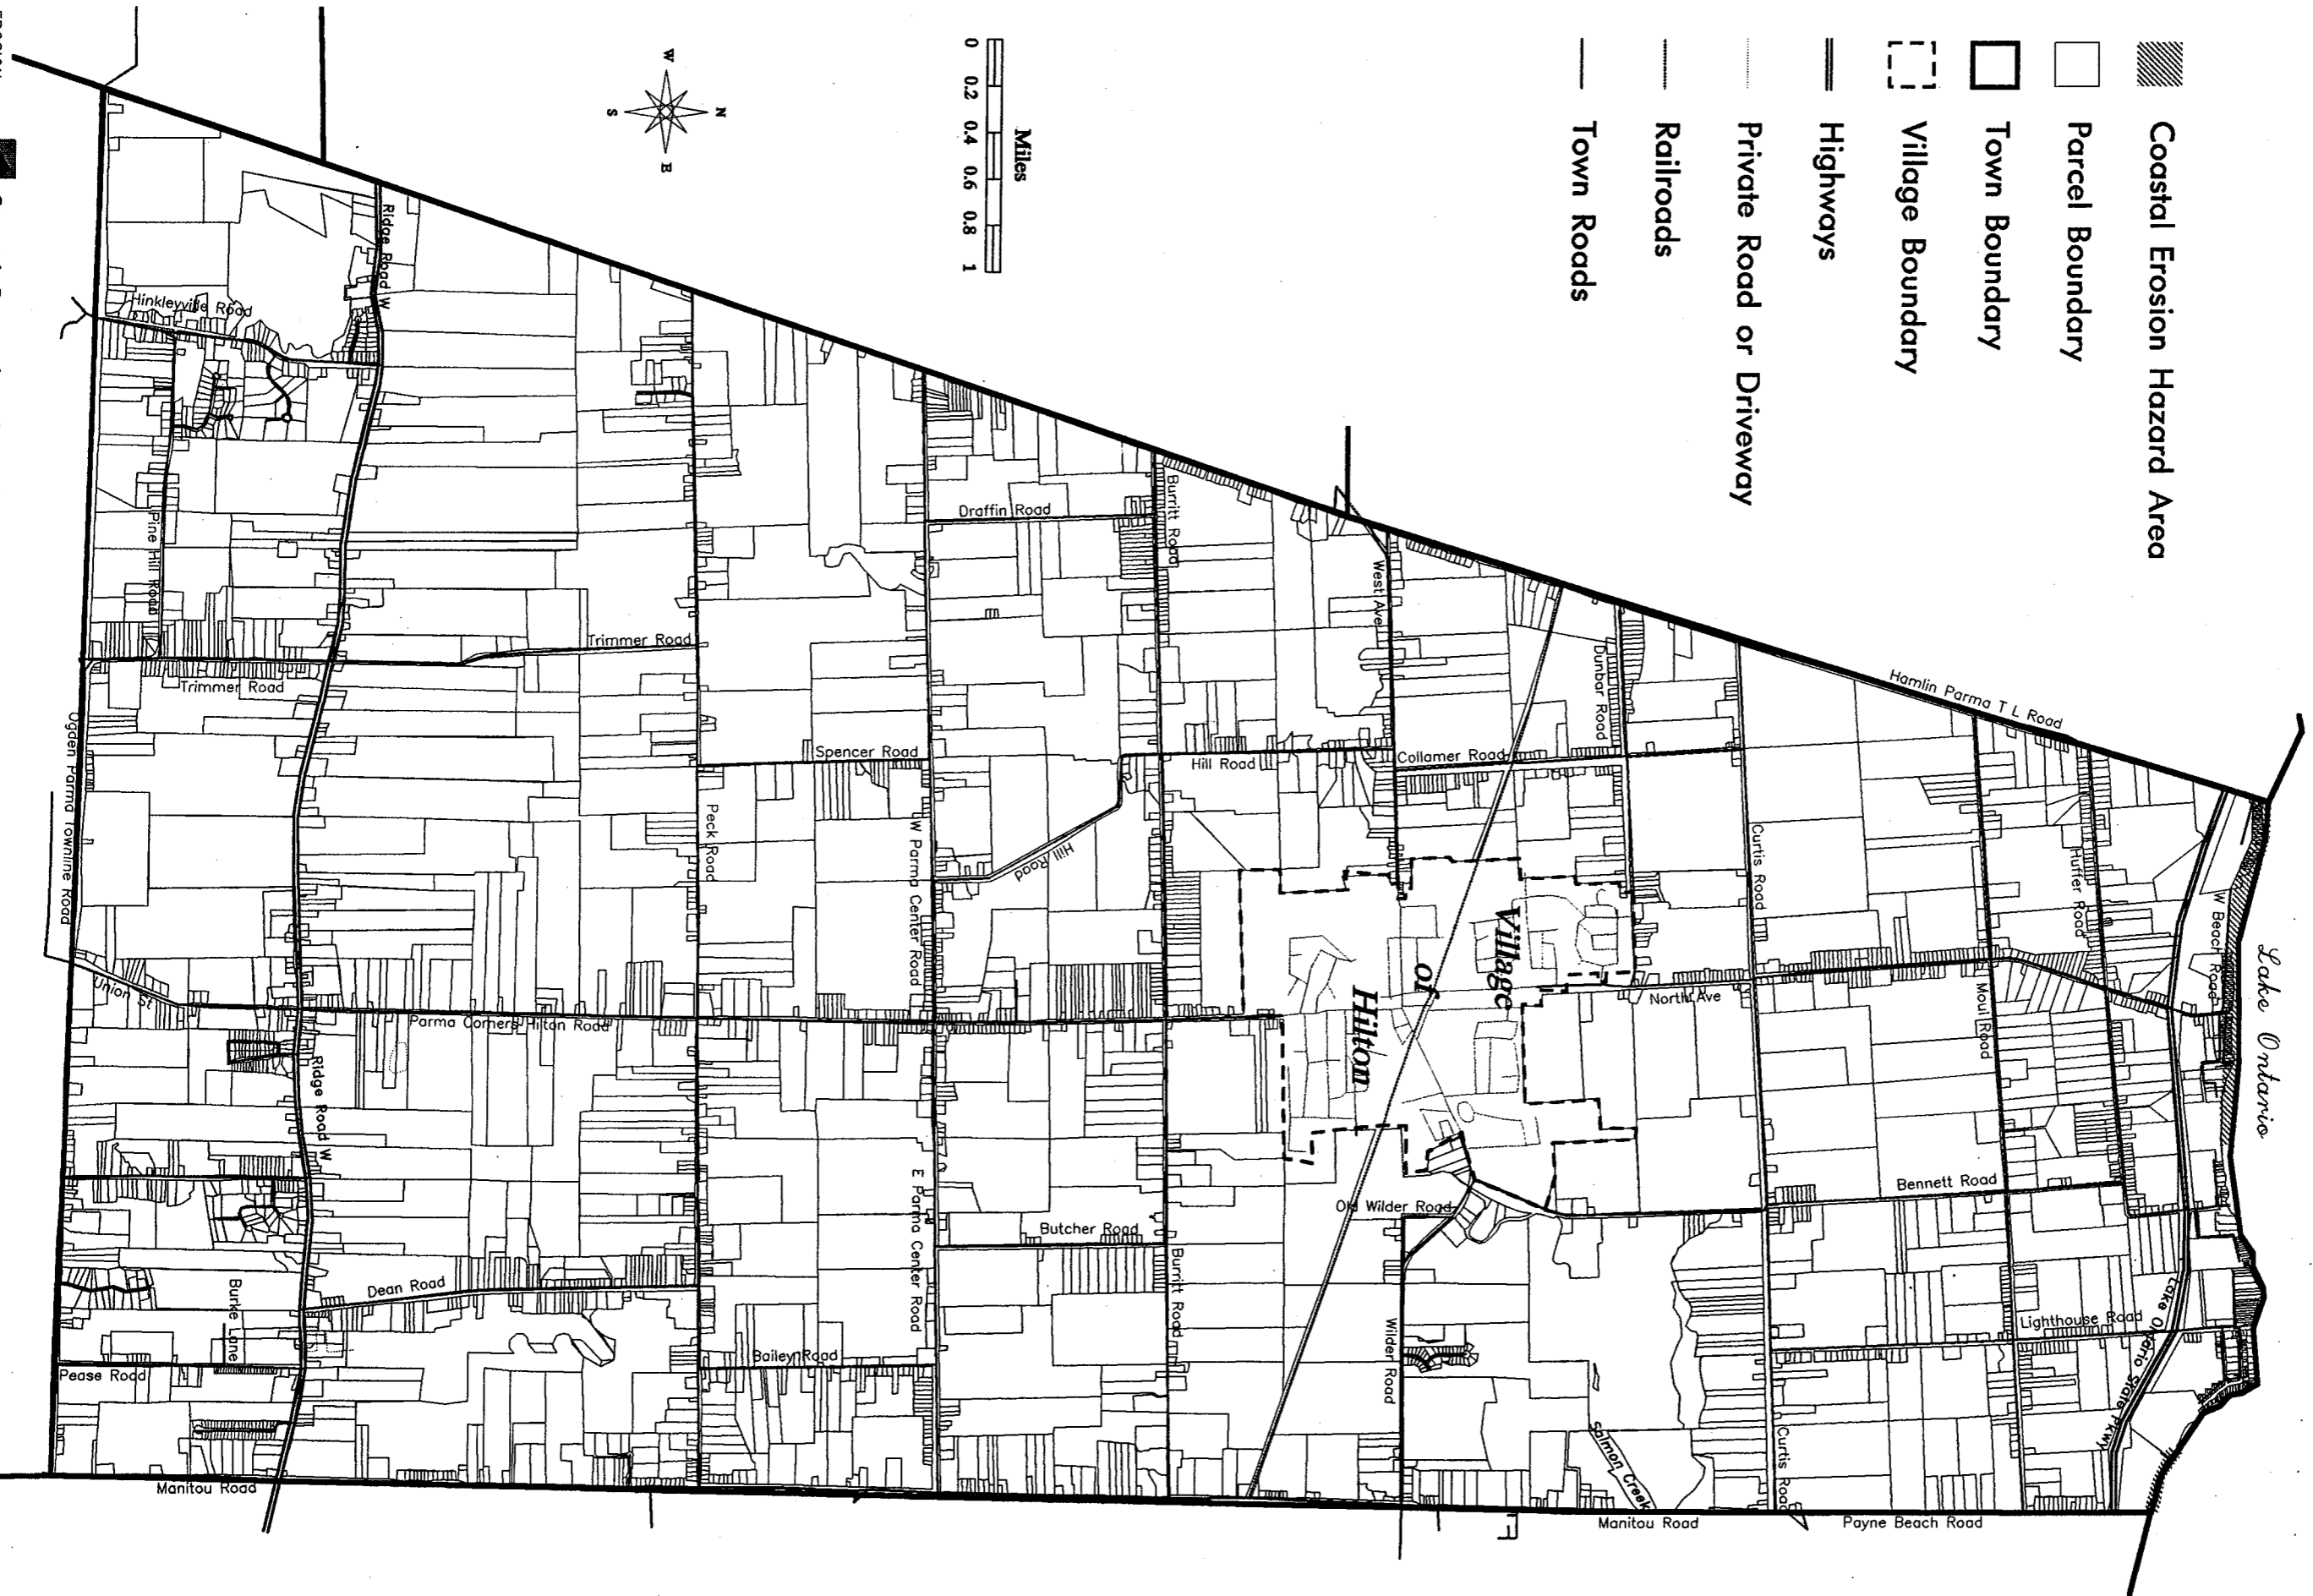 Coastal Erosion Hazard Area
Parcel Boundary
Town Boundary
Village Boundary
Highways
Private Road or Driveway
Railroads
Town Roads
Miles
0 0.2 0.4 0.6 0.8 1
N
W
E
S
Lake Ontario
Hamlin Parma T L Road
W Beach Road
Huffer Road
Moul Road
Curtis Road
Dunbar Road
Collamer Road
West Ave
Hill Road
Burritt Road
Draffin Road
Spencer Road
Hill Road
W Parma Center Road
Peck Road
Trimmer Road
Trimmer Road
Ridge Road W
Hinkleyville Road
Pine Hill Road
Ogden Parma Townline Road
Union St
Parma Corners Hilton Road
Ridge Road W
North Ave
Village
of
Hilton
Bennett Road
Old Wilder Road
Butcher Road
E Parma Center Road
Burritt Road
Dean Road
Burke Lane
Pease Road
Bailey Road
Wilder Road
Lighthouse Road
Lake Ontario State Pkwy
Salmon Creek
Curtis Road
Manitou Road
Manitou Road
Payne Beach Road